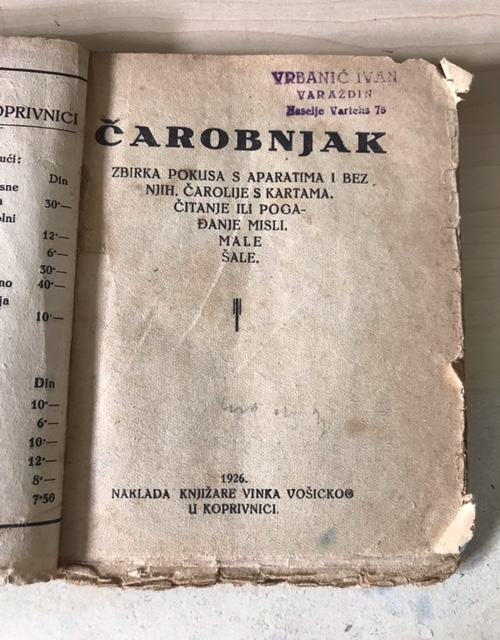 OPRIVNICI
ući:
Din
sne
30·—
olni
12·—
6·—
30·—
no 40·—
ja
10·—
Din
10·—
6·—
10·—
12·—
8·—
7·50
VRBANIĆ IVAN
VARAŽDIN
Naselje Varteks 75
ČAROBNJAK
ZBIRKA POKUSA S APARATIMA I BEZ
NJIH. ČAROLIJE S KARTAMA.
ČITANJE ILI POGA-
ĐANJE MISLI.
MALE
ŠALE.
1926.
NAKLADA KNJIŽARE VINKA VOŠICKOG
U KOPRIVNICI.